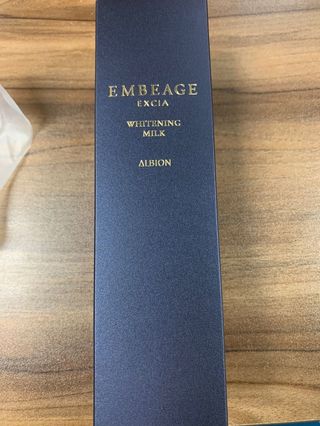 EMBEAGE
EXCIA
WHITENING
MILK
ALBION